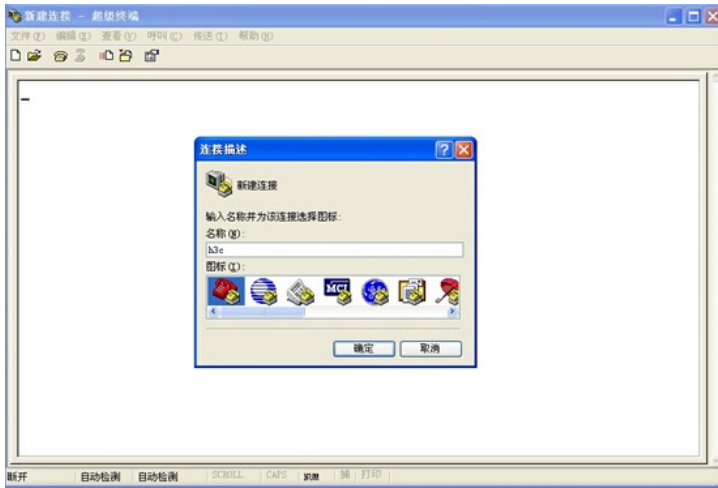 新建连接 - 超级终端
文件(F) 编辑(E) 查看(V) 呼叫(C) 传送(T) 帮助(H)
连接描述
新建连接
输入名称并为该连接选择图标:
名称(N):
h3c
图标(I):
MCI
确定 取消
断开 自动检测 自动检测 SCROLL CAPS NUM 捕 打印